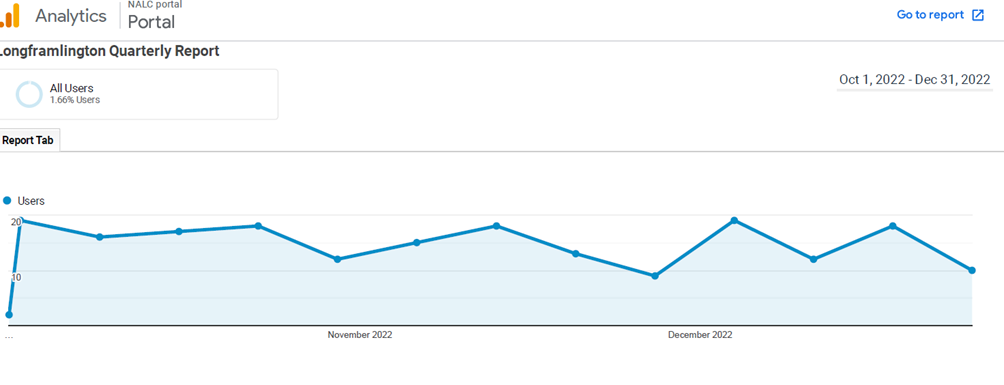 NALC portal
Analytics
Portal
Go to report
Longframlington Quarterly Report
All Users
1.66% Users
Oct 1, 2022 - Dec 31, 2022
Report Tab
Users
20
10
...
November 2022
December 2022